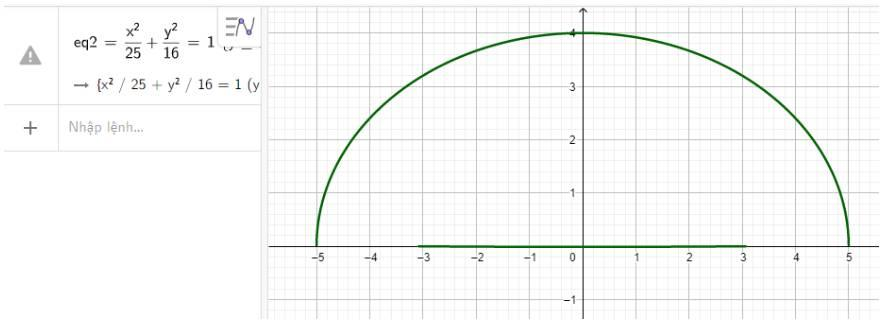 eq2 = x²/25 + y²/16 = 1
→ {x² / 25 + y² / 16 = 1 (y
+ Nhập lệnh...
4
3
2
1
−5 −4 −3 −2 −1 0 1 2 3 4 5
−1